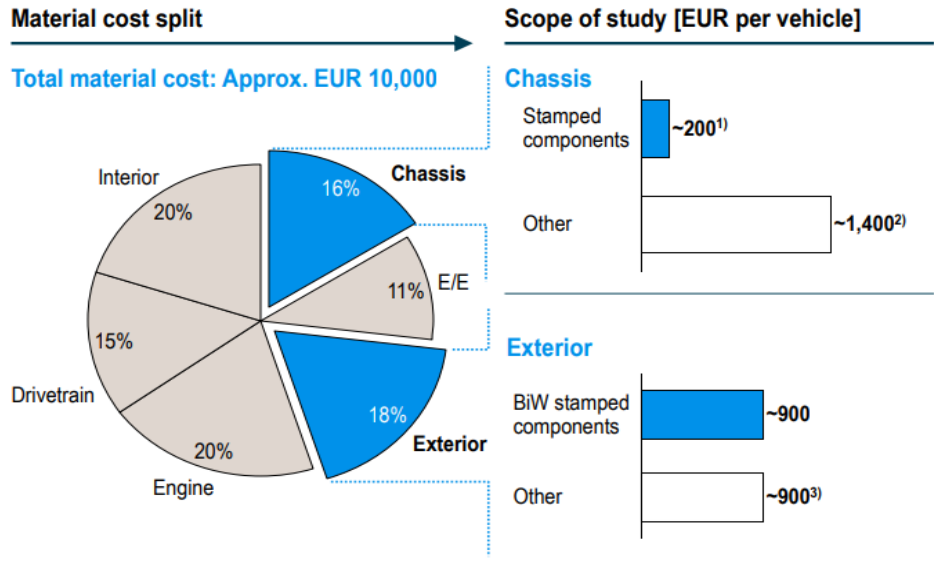 Material cost split
Total material cost: Approx. EUR 10,000
Interior
20%
16%
Chassis
11%
E/E
15%
Drivetrain
18%
Exterior
20%
Engine
Scope of study [EUR per vehicle]
Chassis
Stamped
components
~200¹⁾
Other
~1,400²⁾
Exterior
BiW stamped
components
~900
Other
~900³⁾